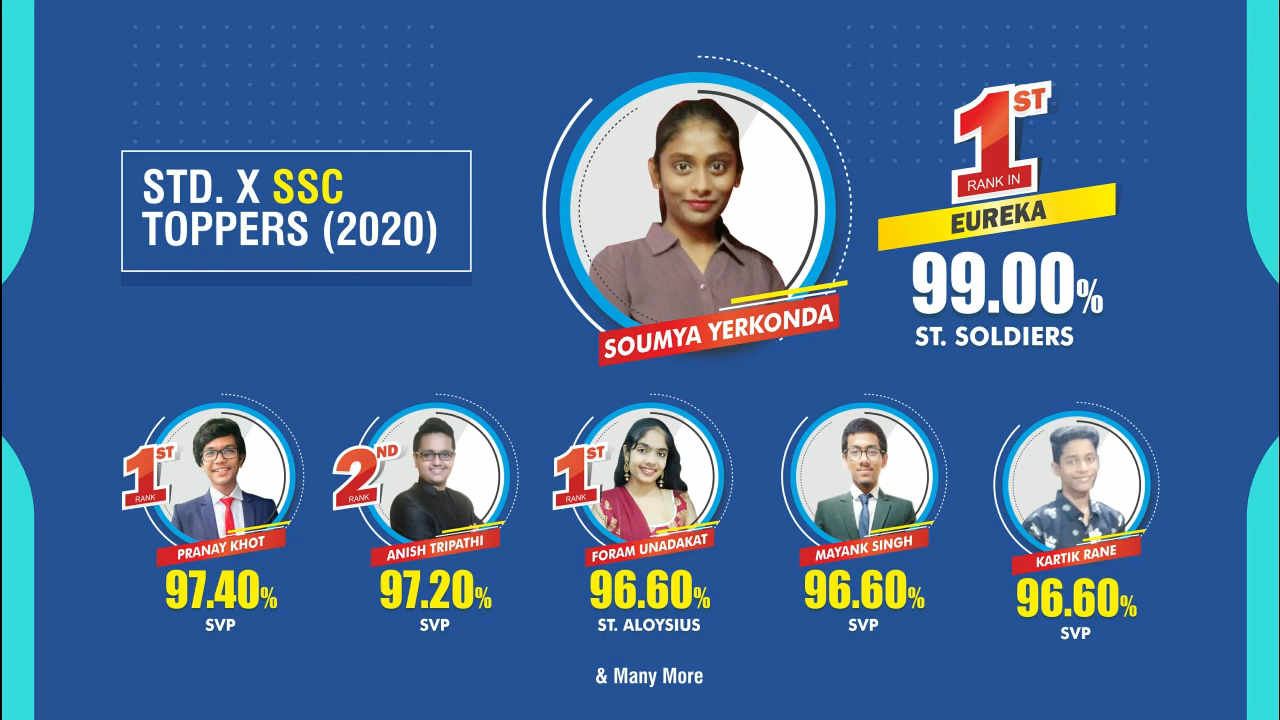 STD. X SSC
TOPPERS (2020)
SOUMYA YERKONDA
1ST
RANK IN
EUREKA
99.00%
ST. SOLDIERS
1ST
RANK
PRANAY KHOT
97.40%
SVP
2ND
RANK
ANISH TRIPATHI
97.20%
SVP
1ST
RANK
FORAM UNADAKAT
96.60%
ST. ALOYSIUS
MAYANK SINGH
96.60%
SVP
KARTIK RANE
96.60%
SVP
& Many More